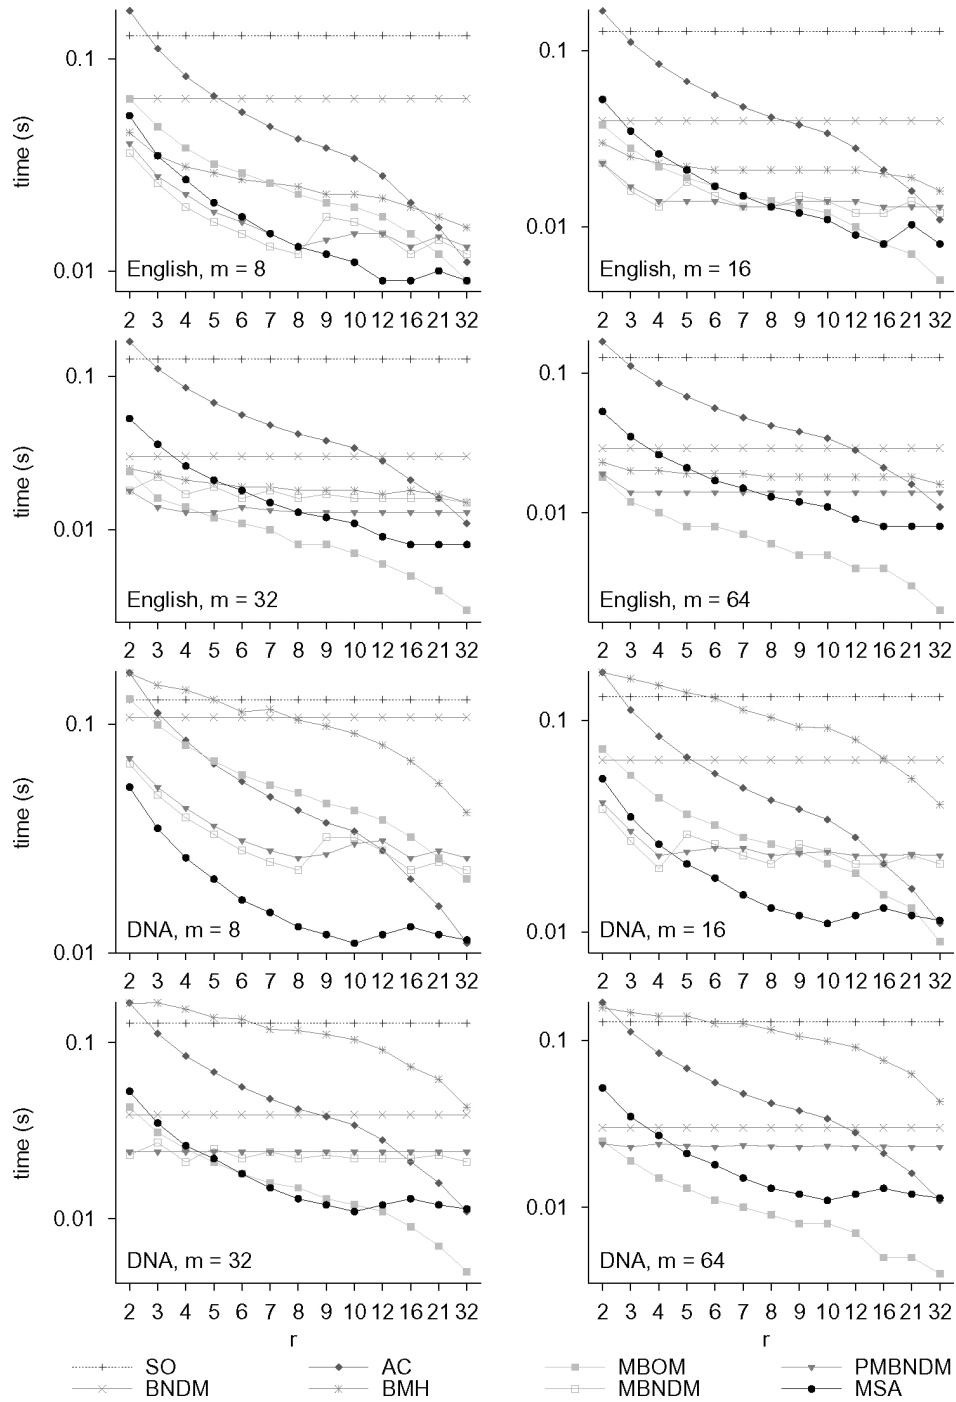 time (s)
0.1
0.01
English, m = 8
2 3 4 5 6 7 8 9 10 12 16 21 32
0.1
0.01
English, m = 16
2 3 4 5 6 7 8 9 10 12 16 21 32
time (s)
0.1
0.01
English, m = 32
2 3 4 5 6 7 8 9 10 12 16 21 32
0.1
0.01
English, m = 64
2 3 4 5 6 7 8 9 10 12 16 21 32
time (s)
0.1
0.01
DNA, m = 8
2 3 4 5 6 7 8 9 10 12 16 21 32
0.1
0.01
DNA, m = 16
2 3 4 5 6 7 8 9 10 12 16 21 32
time (s)
0.1
0.01
DNA, m = 32
2 3 4 5 6 7 8 9 10 12 16 21 32
r
0.1
0.01
DNA, m = 64
2 3 4 5 6 7 8 9 10 12 16 21 32
r
SO AC MBOM PMBNDM
BNDM BMH MBNDM MSA